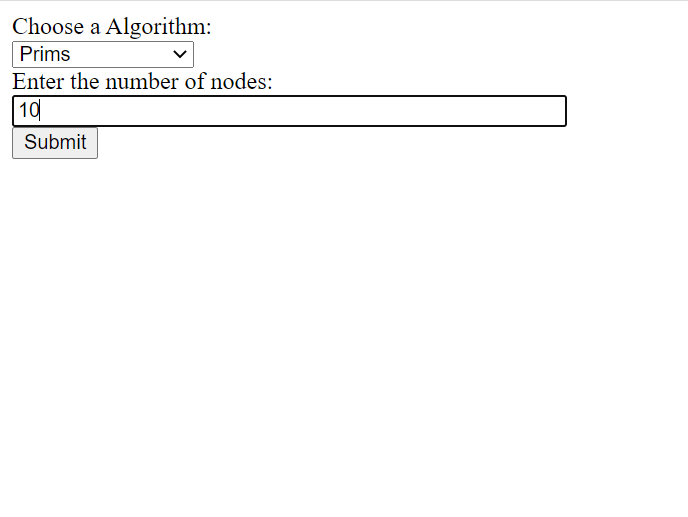 Choose a Algorithm:
Prims
Enter the number of nodes:
10
Submit